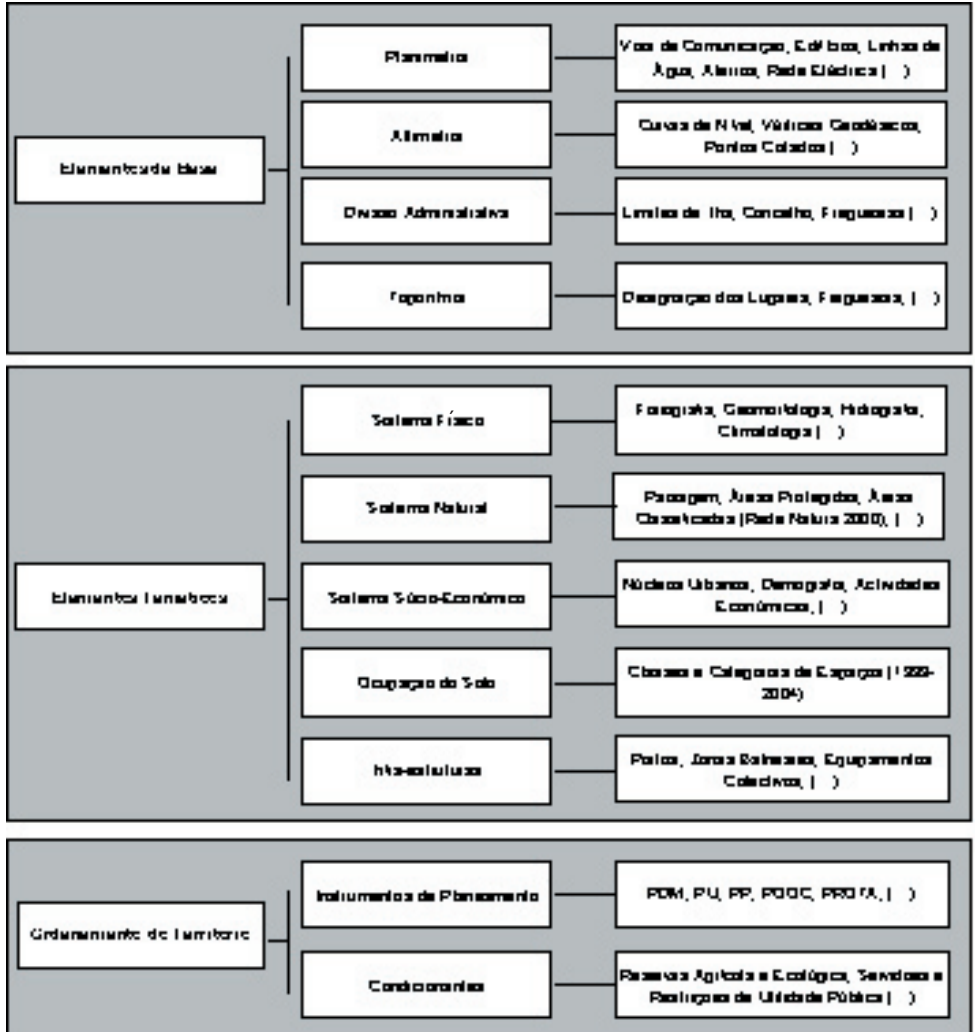 Elementos de Base
Planimetria
Vias de Comunicação, Edifícios, Linhas de
Água, Aterros, Rede Eléctrica (...)
Altimetria
Curvas de Nível, Vértices Geodésicos,
Pontos Cotados (...)
Divisão Administrativa
Limites de Ilha, Concelho, Freguesias (...)
Toponímia
Designação dos Lugares, Freguesias, (...)
Elementos Temáticos
Sistema Físico
Fisiografia, Geomorfologia, Hidrografia,
Climatologia (...)
Sistema Natural
Paisagem, Áreas Protegidas, Áreas
Classificadas (Rede Natura 2000), (...)
Sistema Sócio-Económico
Núcleos Urbanos, Demografia, Actividades
Económicas, (...)
Ocupação do Solo
Classes e Categorias de Espaços (1999-
2004)
Infra-estruturas
Portos, Zonas Balneares, Equipamentos
Colectivos, (...)
Ordenamento do Território
Instrumentos de Planeamento
PDM, PU, PP, POOC, PROTA, (...)
Condicionantes
Reservas Agrícola e Ecológica, Servidões e
Restrições de Utilidade Pública (...)